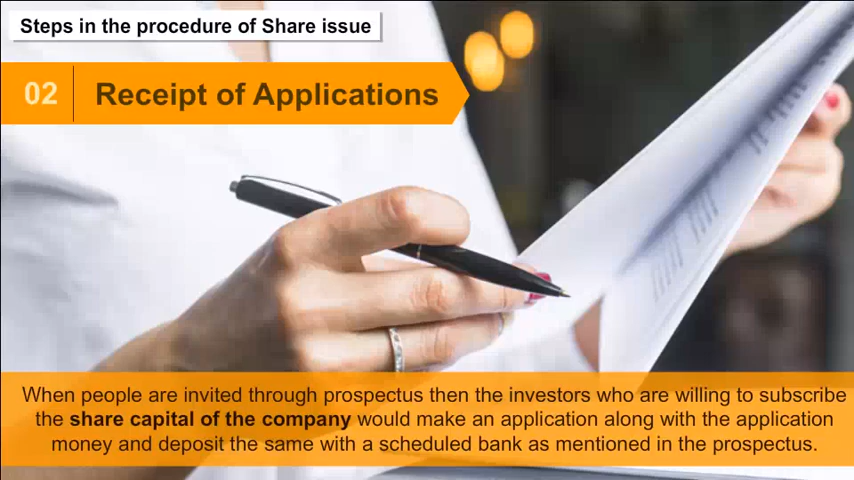 Steps in the procedure of Share issue
02 Receipt of Applications
When people are invited through prospectus then the investors who are willing to subscribe
the share capital of the company would make an application along with the application
money and deposit the same with a scheduled bank as mentioned in the prospectus.